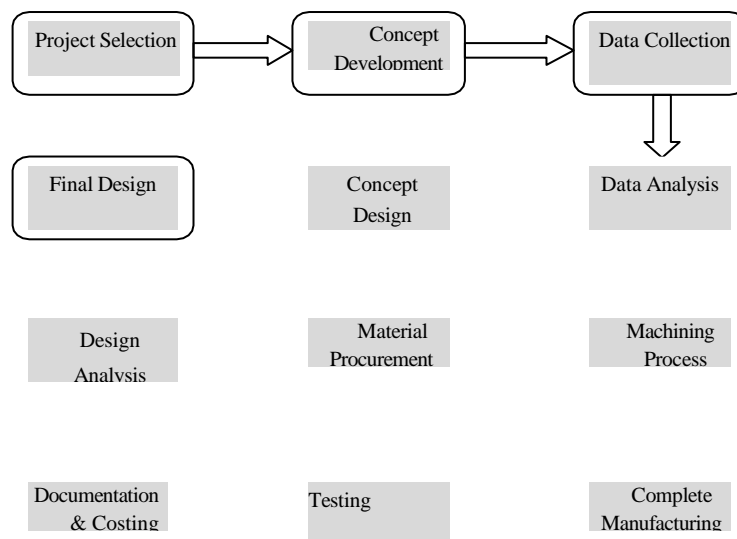 Project Selection
Concept
Development
Data Collection
Final Design
Concept
Design
Data Analysis
Design
Analysis
Material
Procurement
Machining
Process
Documentation
& Costing
Testing
Complete
Manufacturing